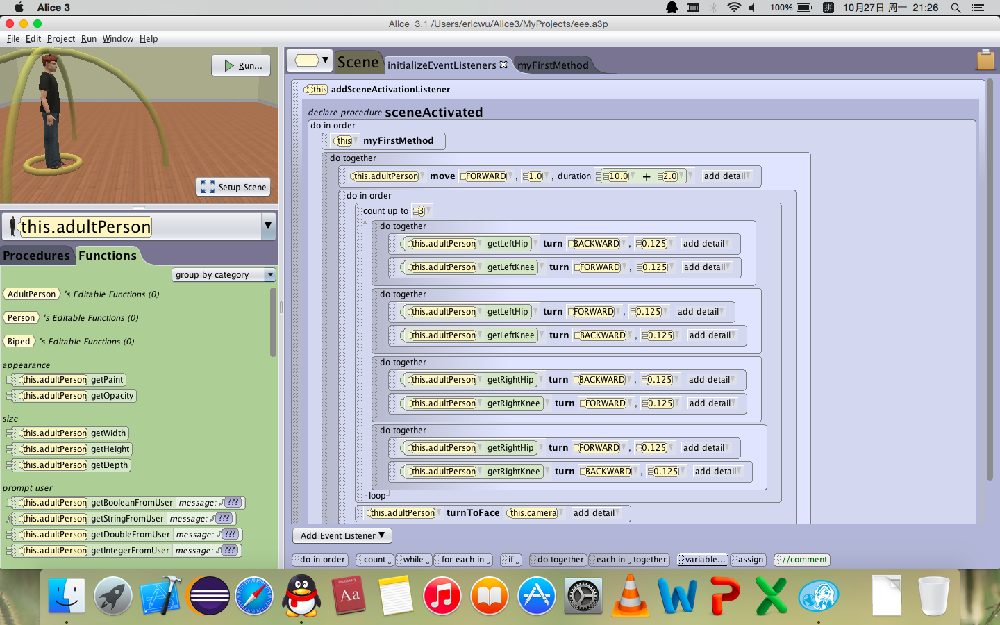 Alice 3
100%
拼
10月27日 周一
21:26
Alice 3.1 /Users/ericwu/Alice3/MyProjects/eee.a3p
File Edit Project Run Window Help
Run...
Setup Scene
this.adultPerson
Procedures Functions
group by category
AdultPerson 's Editable Functions (0)
Person 's Editable Functions (0)
Biped 's Editable Functions (0)
appearance
this.adultPerson getPaint
this.adultPerson getOpacity
size
this.adultPerson getWidth
this.adultPerson getHeight
this.adultPerson getDepth
prompt user
this.adultPerson getBooleanFromUser message: ???
this.adultPerson getStringFromUser message: ???
this.adultPerson getDoubleFromUser message: ???
this.adultPerson getIntegerFromUser message: ???
Scene initializeEventListeners myFirstMethod
this addSceneActivationListener
declare procedure sceneActivated
do in order
this myFirstMethod
do together
this.adultPerson move FORWARD , 1.0 , duration 10.0 + 2.0 add detail
do in order
count up to 3
do together
this.adultPerson getLeftHip turn BACKWARD , 0.125 add detail
this.adultPerson getLeftKnee turn FORWARD , 0.125 add detail
do together
this.adultPerson getLeftHip turn FORWARD , 0.125 add detail
this.adultPerson getLeftKnee turn BACKWARD , 0.125 add detail
do together
this.adultPerson getRightHip turn BACKWARD , 0.125 add detail
this.adultPerson getRightKnee turn FORWARD , 0.125 add detail
do together
this.adultPerson getRightHip turn FORWARD , 0.125 add detail
this.adultPerson getRightKnee turn BACKWARD , 0.125 add detail
loop
this.adultPerson turnToFace this.camera add detail
Add Event Listener
do in order count while for each in if do together each in together variable... assign //comment
Dictionary
Aa